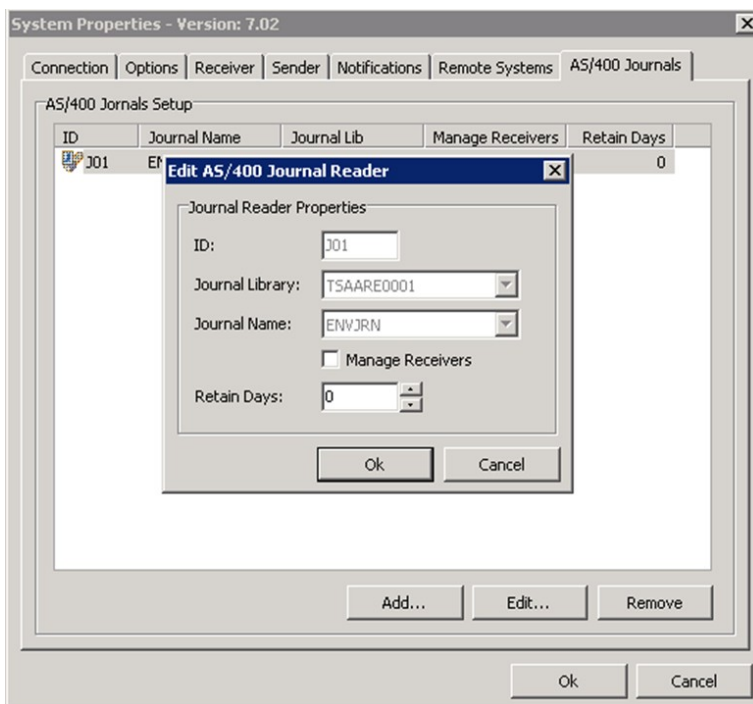 System Properties - Version: 7.02
Connection Options Receiver Sender Notifications Remote Systems AS/400 Journals
AS/400 Jornals Setup
ID Journal Name Journal Lib Manage Receivers Retain Days
J01 0
Edit AS/400 Journal Reader
Journal Reader Properties
ID: J01
Journal Library: TSAARE0001
Journal Name: ENVJRN
Manage Receivers
Retain Days: 0
Ok Cancel
Add... Edit... Remove
Ok Cancel